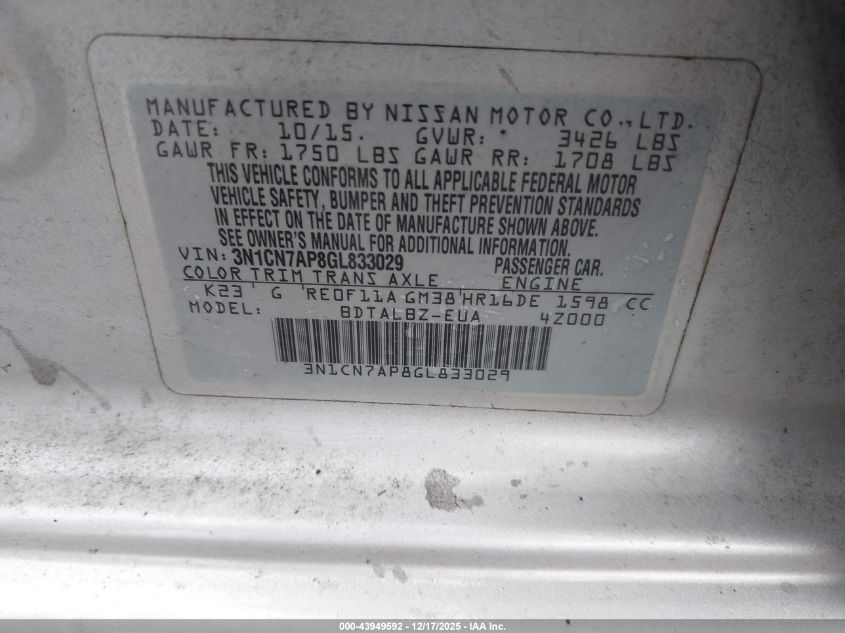 MANUFACTURED BY NISSAN MOTOR CO., LTD.
DATE: 10/15. GVWR: 3426 LBS
GAWR FR: 1750 LBS GAWR RR: 1708 LBS
THIS VEHICLE CONFORMS TO ALL APPLICABLE FEDERAL MOTOR
VEHICLE SAFETY, BUMPER AND THEFT PREVENTION STANDARDS
IN EFFECT ON THE DATE OF MANUFACTURE SHOWN ABOVE.
SEE OWNER'S MANUAL FOR ADDITIONAL INFORMATION.
VIN: 3N1CN7AP8GL833029 PASSENGER CAR.
COLOR TRIM TRANS AXLE ENGINE
K23 G RE0F11A GM38 HR16DE 1598 CC
MODEL: BDTALBZ-EUA 4Z000
3N1CN7AP8GL833029
000-43949592 - 12/17/2025 - IAA Inc.